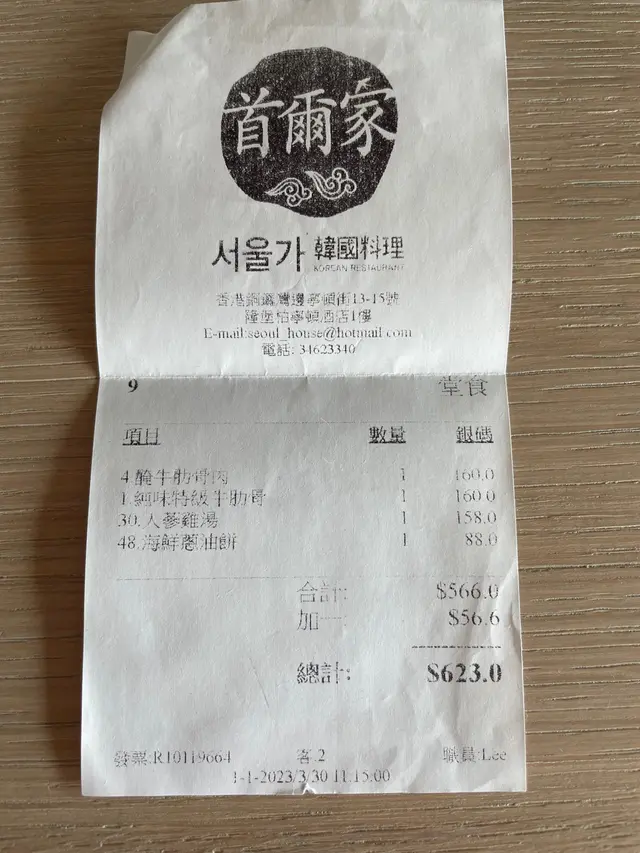 首爾家
서울가 韓國料理
KOREAN RESTAURANT
香港銅鑼灣邊寧頓街13-15號
隆堡柏寧頓酒店1樓
E-mail:seoul_house@hotmail.com
電話: 34623340
9 堂食
項目 數量 銀碼
4.醃牛肋骨肉 1 160.0
1.純味特級牛肋骨 1 160.0
30.人參雞湯 1 158.0
48.海鮮蔥油餅 1 88.0
合計: $566.0
加一: $56.6
總計: $623.0
發票:R10119664 客:2 職員:Lee
1-1-2023/3/30 11:15:00